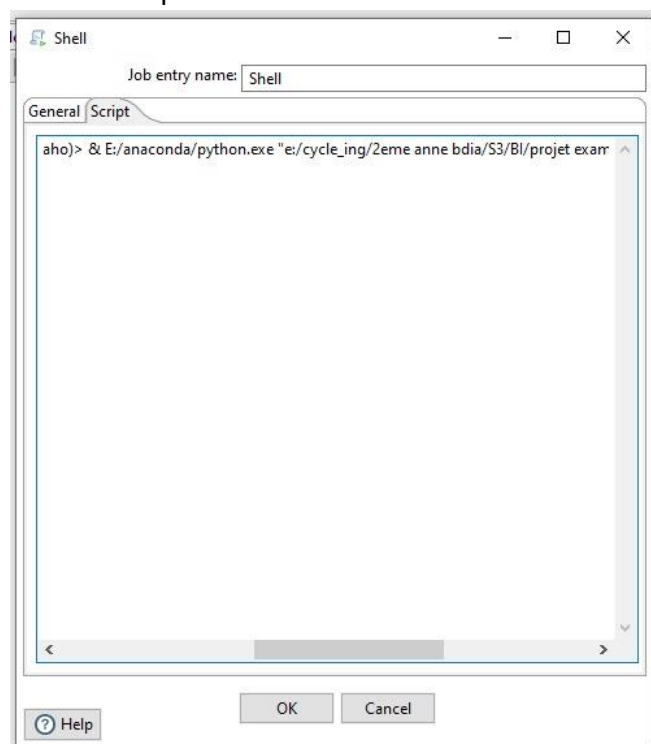 Shell
Job entry name: Shell
General Script
aho)> & E:/anaconda/python.exe "e:/cycle_ing/2eme anne bdia/S3/BI/projet exam
OK Cancel
Help